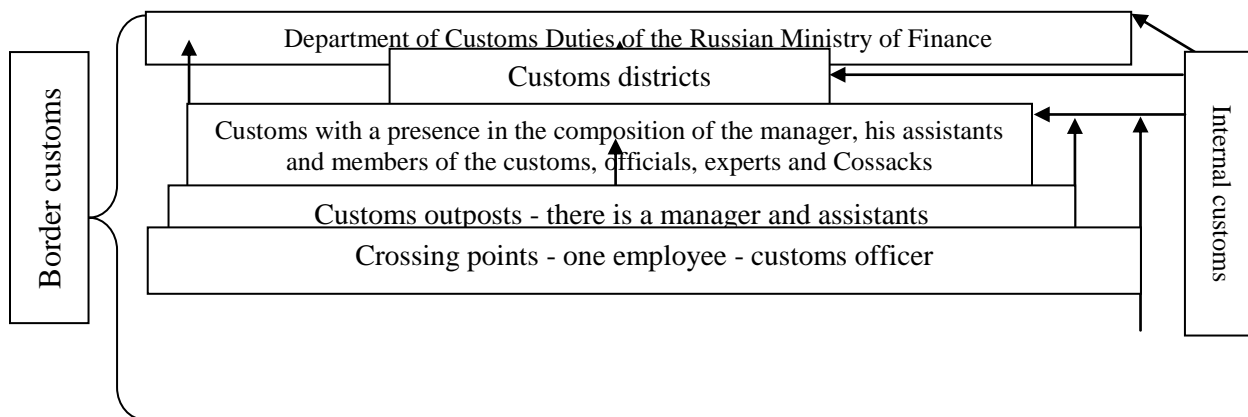 Border customs
Department of Customs Duties of the Russian Ministry of Finance
Customs districts
Customs with a presence in the composition of the manager, his assistants
and members of the customs, officials, experts and Cossacks
Customs outposts - there is a manager and assistants
Crossing points - one employee - customs officer
Internal customs